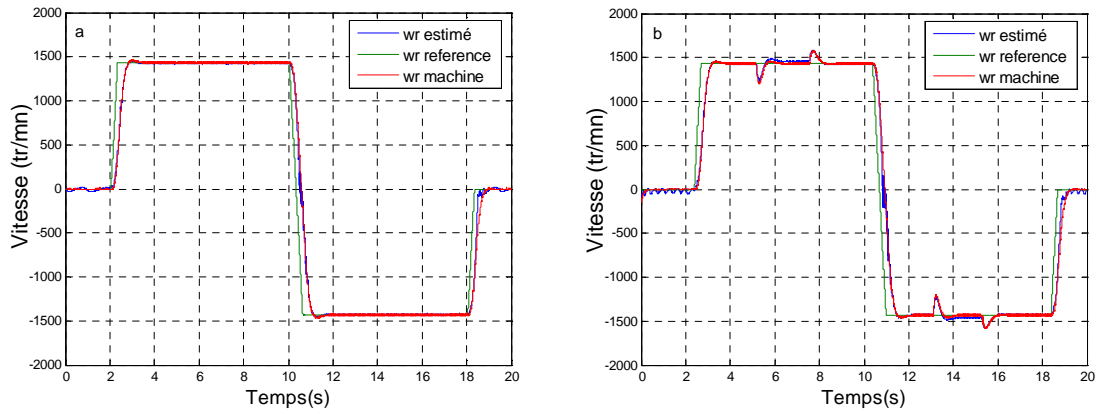 a
wr estimé
wr reference
wr machine
2000
1500
1000
500
0
-500
-1000
-1500
-2000
Vitesse (tr/mn)
0 2 4 6 8 10 12 14 16 18 20
Temps(s)
b
wr estimé
wr reference
wr machine
2000
1500
1000
500
0
-500
-1000
-1500
-2000
Vitesse (tr/mn)
0 2 4 6 8 10 12 14 16 18 20
Temps(s)